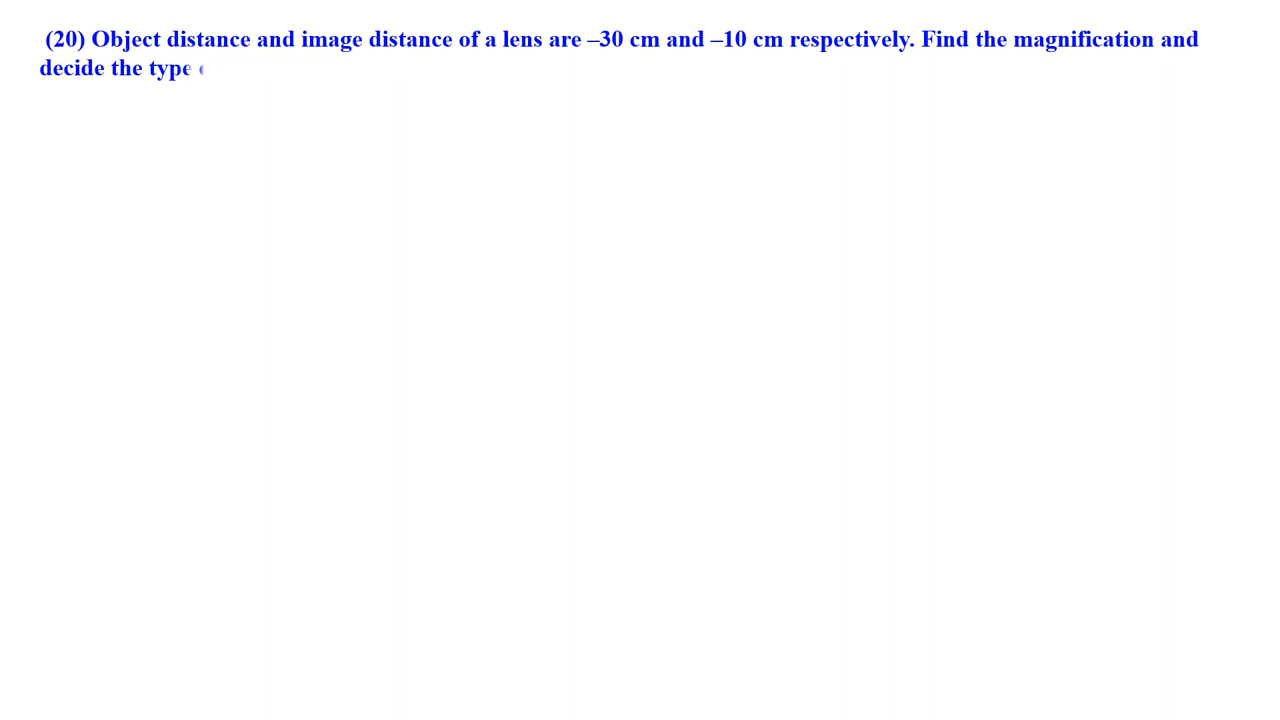 (20) Object distance and image distance of a lens are –30 cm and –10 cm respectively. Find the magnification and
decide the type